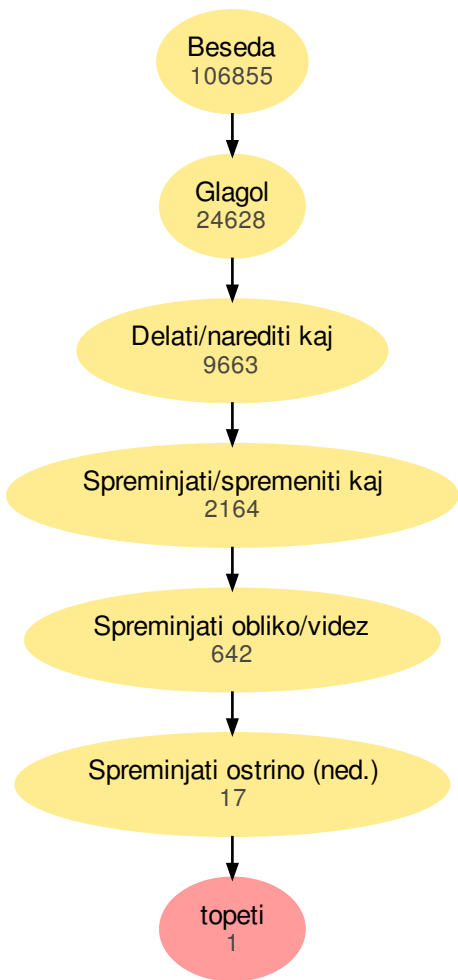 Beseda
106855
Glagol
24628
Delati/narediti kaj
9663
Spreminjati/spremeniti kaj
2164
Spreminjati obliko/videz
642
Spreminjati ostrino (ned.)
17
topeti
1